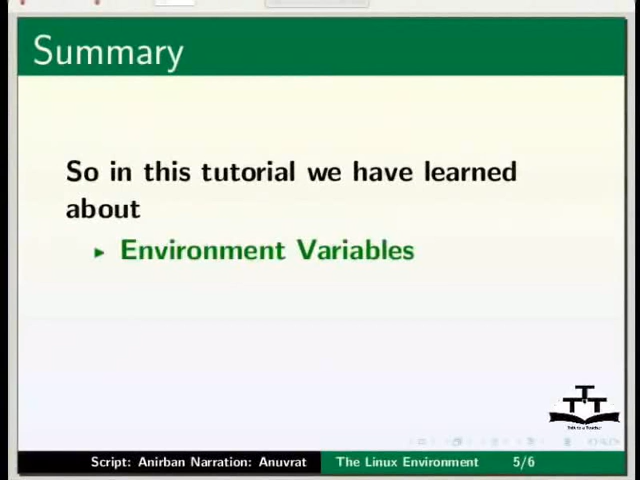 Summary
So in this tutorial we have learned
about
Environment Variables
Script: Anirban Narration: Anuvrat
The Linux Environment
5/6